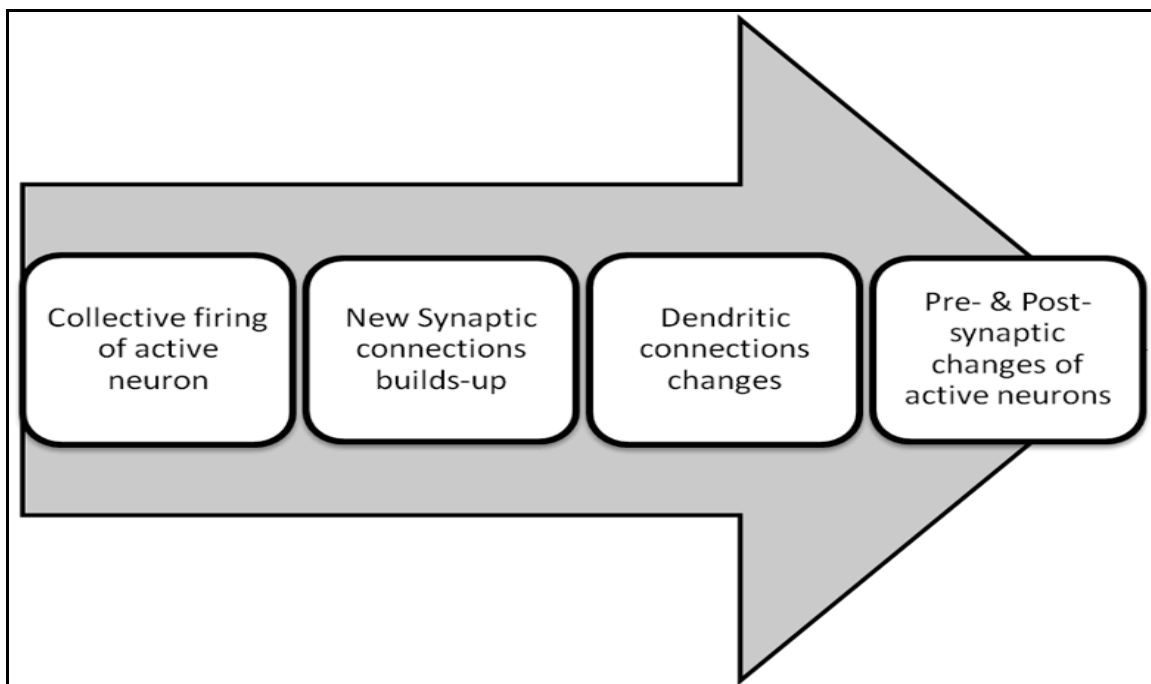 Collective firing
of active
neuron
New Synaptic
connections
builds-up
Dendritic
connections
changes
Pre- & Post-
synaptic
changes of
active neurons